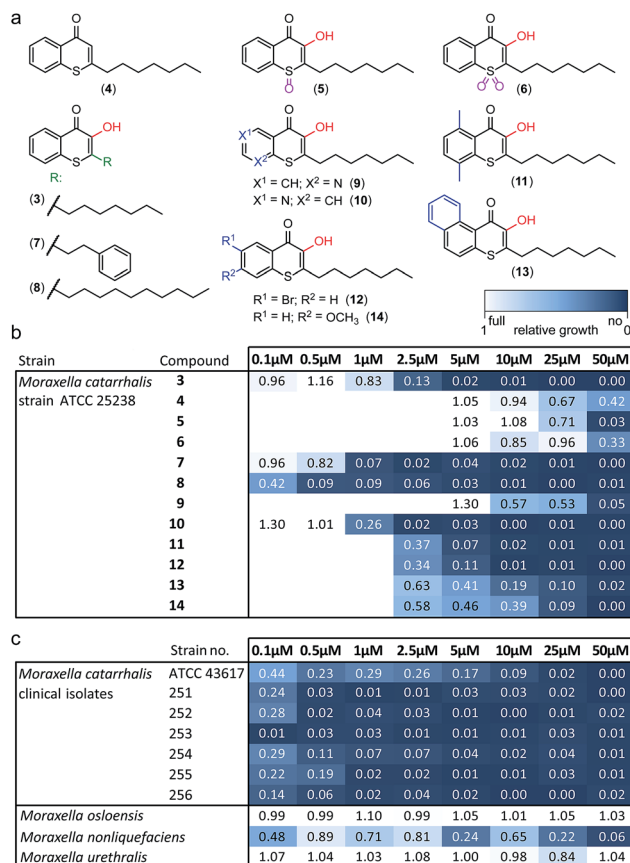 a
O
S
(4)
O
OH
S
O
(5)
O
OH
S
O O
(6)
O
OH
S
R
R:
(3)
(7)
(8)
O
OH
X¹
X²
S
X¹ = CH; X² = N (9)
X¹ = N; X² = CH (10)
O
OH
S
(11)
R¹
R²
O
OH
S
R¹ = Br; R² = H (12)
R¹ = H; R² = OCH₃ (14)
O
OH
S
(13)
full no
1 relative growth 0
b
Strain Compound 0.1µM 0.5µM 1µM 2.5µM 5µM 10µM 25µM 50µM
Moraxella catarrhalis 3 0.96 1.16 0.83 0.13 0.02 0.01 0.00 0.00
strain ATCC 25238 4 1.05 0.94 0.67 0.42
5 1.03 1.08 0.71 0.03
6 1.06 0.85 0.96 0.33
7 0.96 0.82 0.07 0.02 0.04 0.02 0.01 0.00
8 0.42 0.09 0.09 0.06 0.03 0.01 0.00 0.01
9 1.30 0.57 0.53 0.05
10 1.30 1.01 0.26 0.02 0.03 0.00 0.01 0.00
11 0.37 0.07 0.02 0.01 0.01
12 0.34 0.11 0.01 0.01 0.00
13 0.63 0.41 0.19 0.10 0.02
14 0.58 0.46 0.39 0.09 0.00
c
Strain no. 0.1µM 0.5µM 1µM 2.5µM 5µM 10µM 25µM 50µM
Moraxella catarrhalis ATCC 43617 0.44 0.23 0.29 0.26 0.17 0.09 0.02 0.00
clinical isolates 251 0.24 0.03 0.01 0.01 0.03 0.03 0.02 0.00
252 0.28 0.02 0.04 0.03 0.01 0.00 0.01 0.02
253 0.01 0.03 0.03 0.01 0.01 0.01 0.03 0.01
254 0.29 0.11 0.07 0.07 0.04 0.02 0.04 0.01
255 0.22 0.19 0.02 0.02 0.01 0.01 0.03 0.01
256 0.14 0.06 0.02 0.04 0.02 0.00 0.02 0.00
Moraxella osloensis 0.99 0.99 1.10 0.99 1.05 1.01 1.05 1.03
Moraxella nonliquefaciens 0.48 0.89 0.71 0.81 0.24 0.65 0.22 0.06
Moraxella urethralis 1.07 1.04 1.03 1.08 1.00 0.98 0.84 1.04